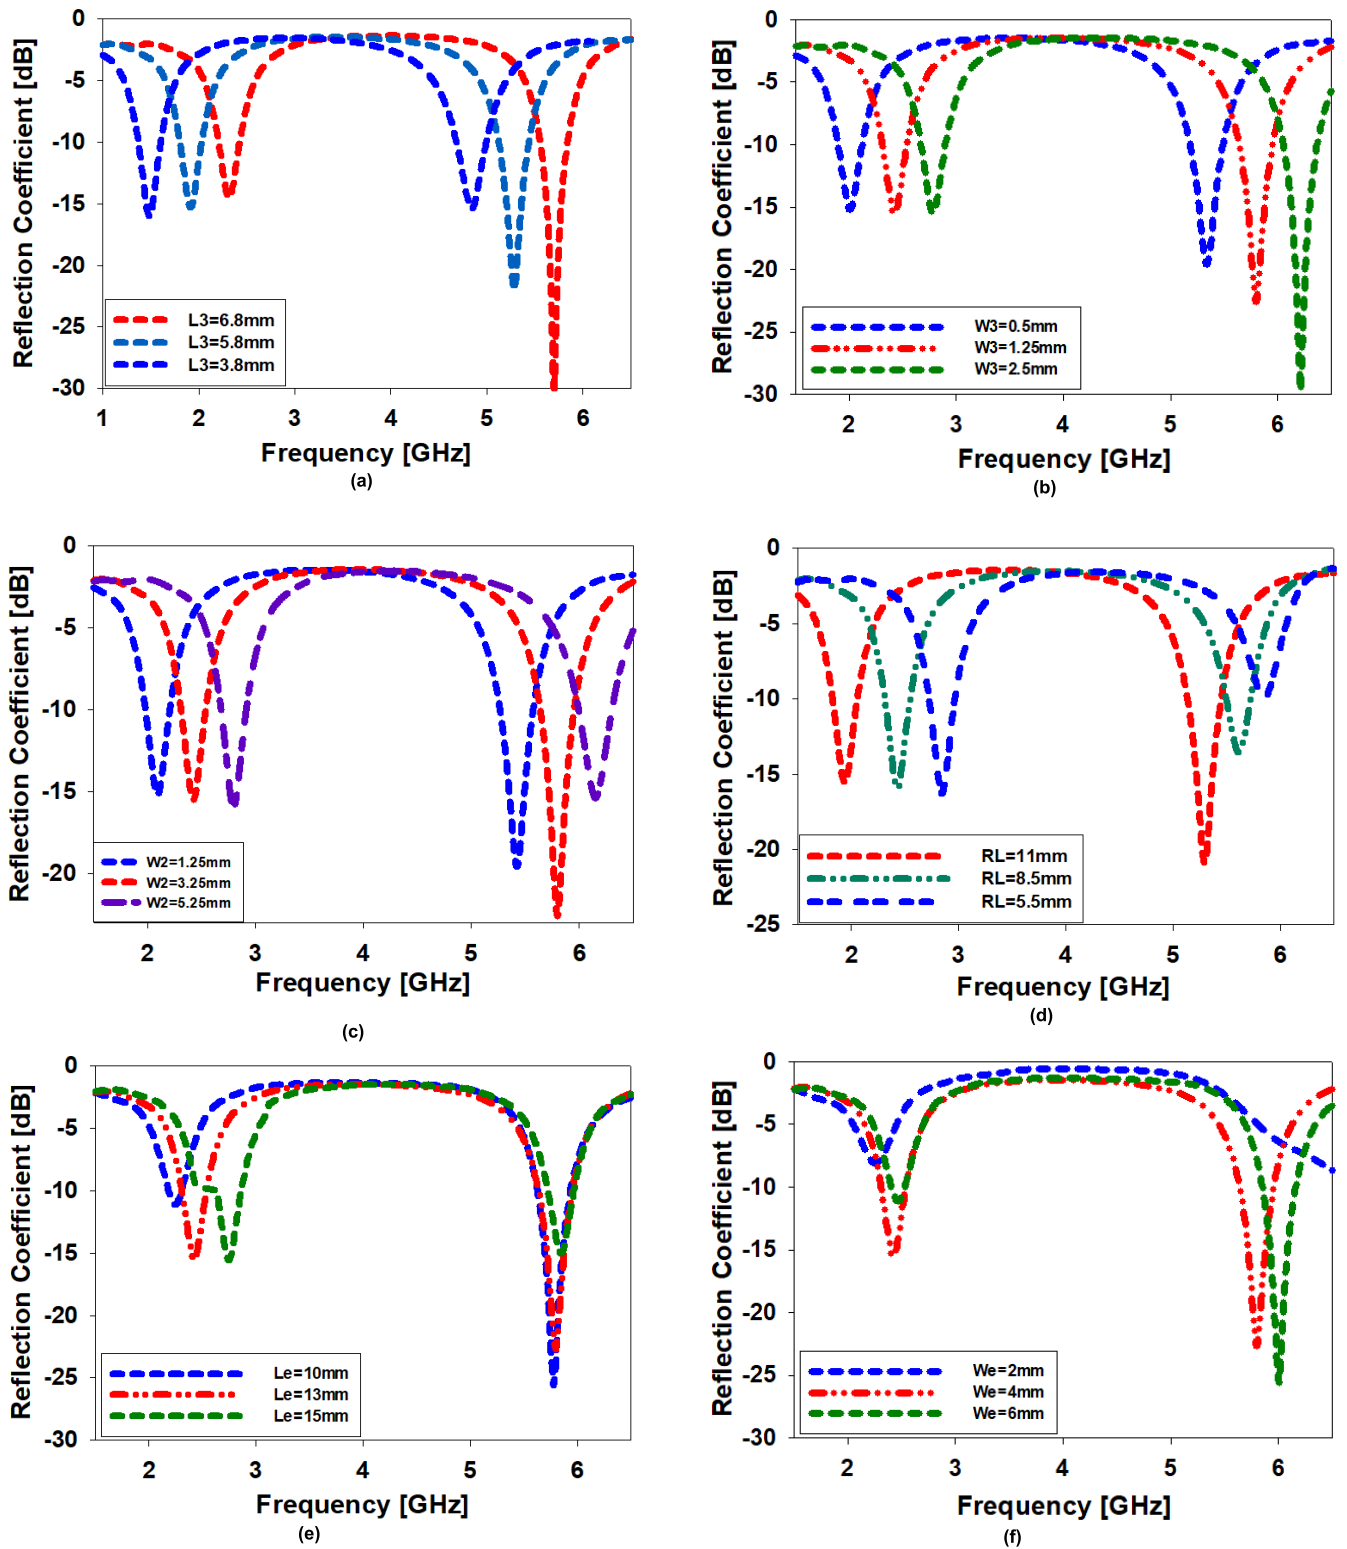 0
-5
-10
-15
-20
-25
-30
Reflection Coefficient [dB]
L3=6.8mm
L3=5.8mm
L3=3.8mm
1 2 3 4 5 6
Frequency [GHz]
(a)
0
-5
-10
-15
-20
-25
-30
Reflection Coefficient [dB]
W3=0.5mm
W3=1.25mm
W3=2.5mm
2 3 4 5 6
Frequency [GHz]
(b)
0
-5
-10
-15
-20
Reflection Coefficient [dB]
W2=1.25mm
W2=3.25mm
W2=5.25mm
2 3 4 5 6
Frequency [GHz]
(c)
0
-5
-10
-15
-20
-25
Reflection Coefficient [dB]
RL=11mm
RL=8.5mm
RL=5.5mm
2 3 4 5 6
Frequency [GHz]
(d)
0
-5
-10
-15
-20
-25
-30
Reflection Coefficient [dB]
Le=10mm
Le=13mm
Le=15mm
2 3 4 5 6
Frequency [GHz]
(e)
0
-5
-10
-15
-20
-25
-30
Reflection Coefficient [dB]
We=2mm
We=4mm
We=6mm
2 3 4 5 6
Frequency [GHz]
(f)